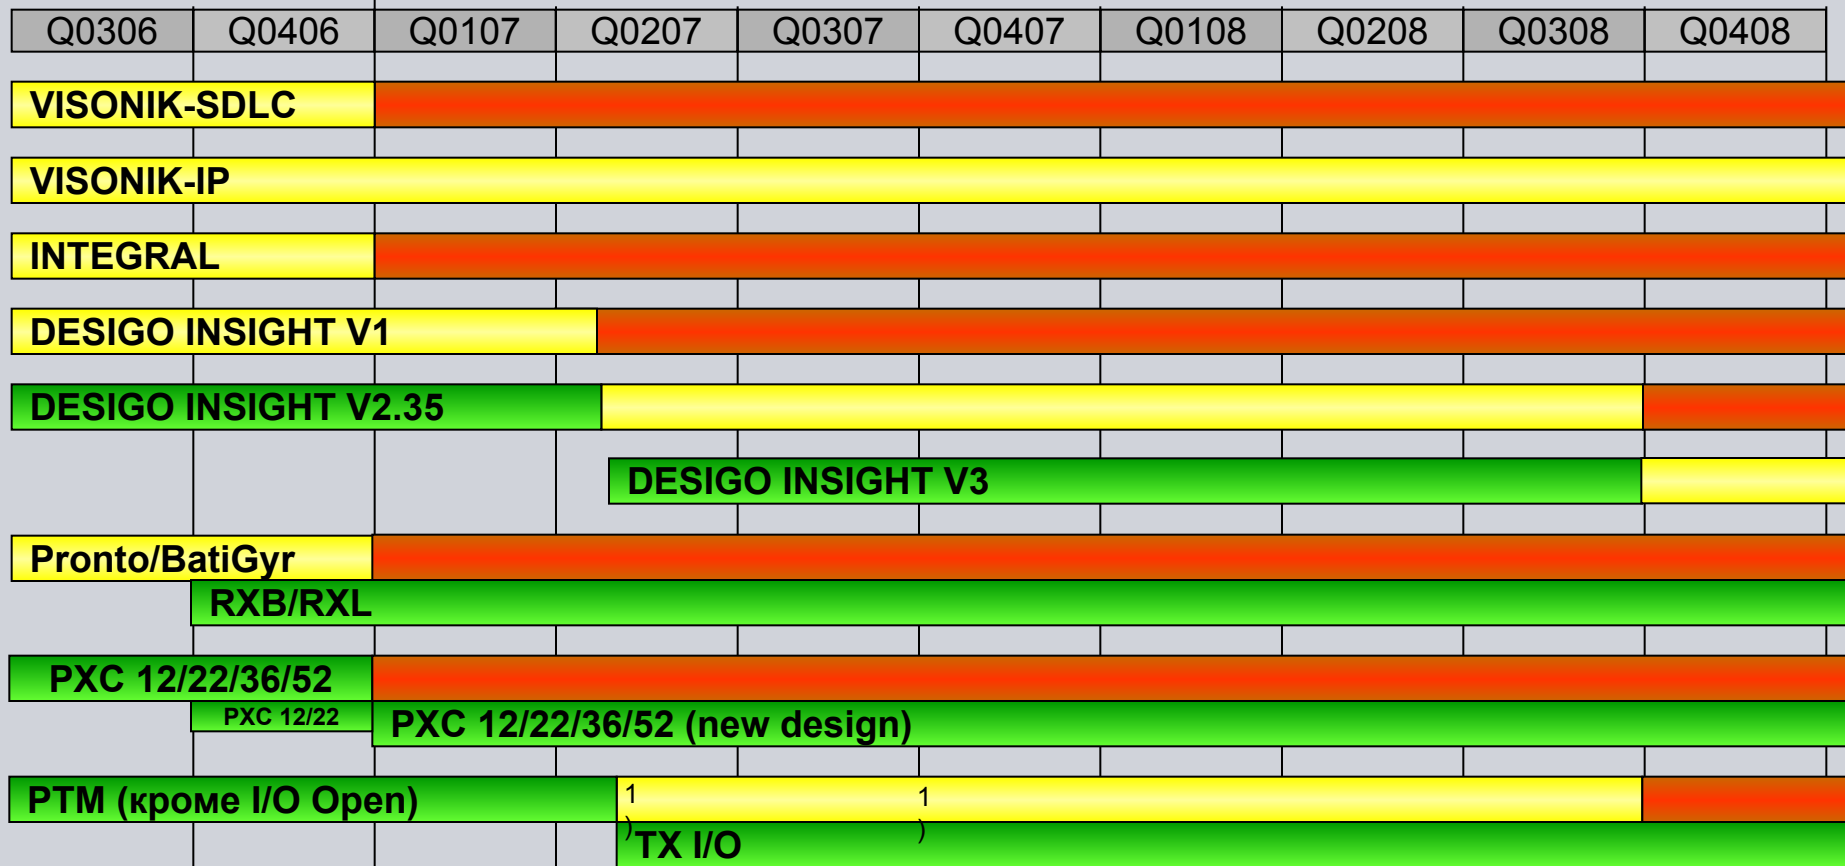 Q0306 Q0406 Q0107 Q0207 Q0307 Q0407 Q0108 Q0208 Q0308 Q0408
VISONIK-SDLC
VISONIK-IP
INTEGRAL
DESIGO INSIGHT V1
DESIGO INSIGHT V2.35
DESIGO INSIGHT V3
Pronto/BatiGyr
RXB/RXL
PXC 12/22/36/52
PXC 12/22
PXC 12/22/36/52 (new design)
PTM (кроме I/O Open)
1
)
1
)
TX I/O